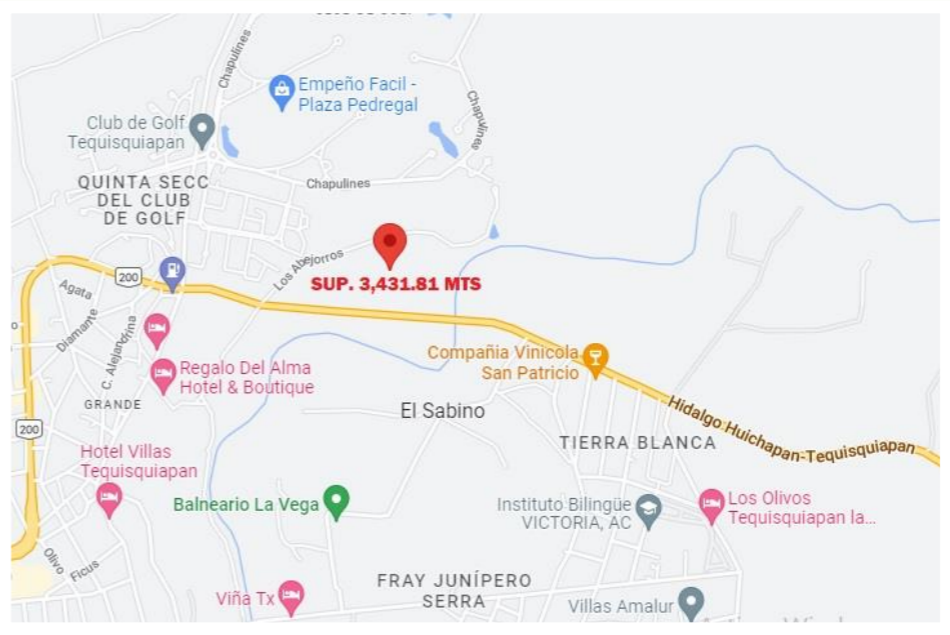 Chapulines
Empeño Facil -
Plaza Pedregal
Chapulines
Club de Golf
Tequisquiapan
QUINTA SECC
DEL CLUB
DE GOLF
Chapulines
Los Abejorros
SUP. 3,431.81 MTS
200
Agata
Diamante
C. Alejandrina
Regalo Del Alma
Hotel & Boutique
GRANDE
200
Compañia Vinicola
San Patricio
El Sabino
Hidalgo Huichapan-Tequisquiapan
TIERRA BLANCA
Hotel Villas
Tequisquiapan
Balneario La Vega
Instituto Bilingüe
VICTORIA, AC
Los Olivos
Tequisquiapan la...
Olivo
Ficus
FRAY JUNÍPERO
SERRA
Viña Tx
Villas Amalur